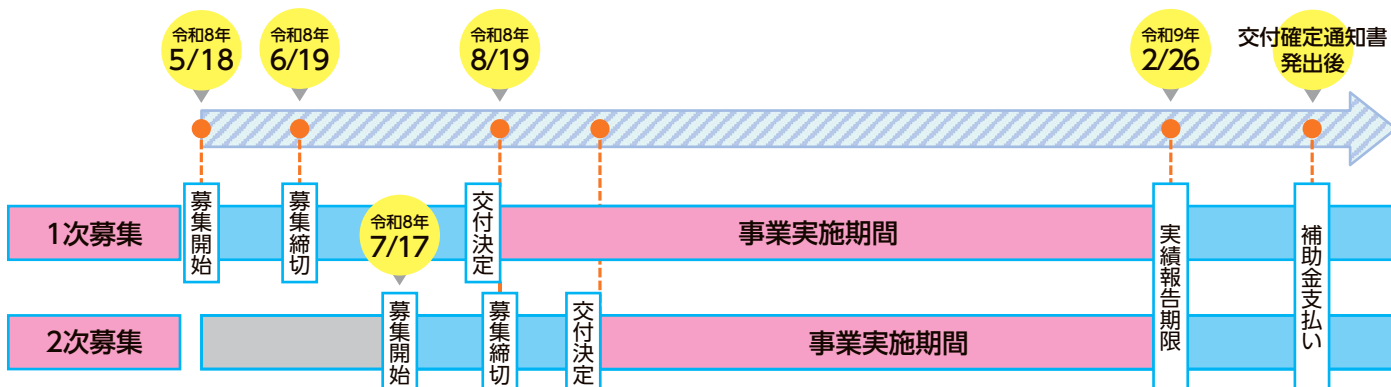 令和8年
5/18
令和8年
6/19
令和8年
8/19
令和9年
2/26
交付確定通知書
発出後
1次募集
募集開始
募集締切
令和8年
7/17
交付決定
事業実施期間
実績報告期限
補助金支払い
2次募集
募集開始
募集締切
交付決定
事業実施期間